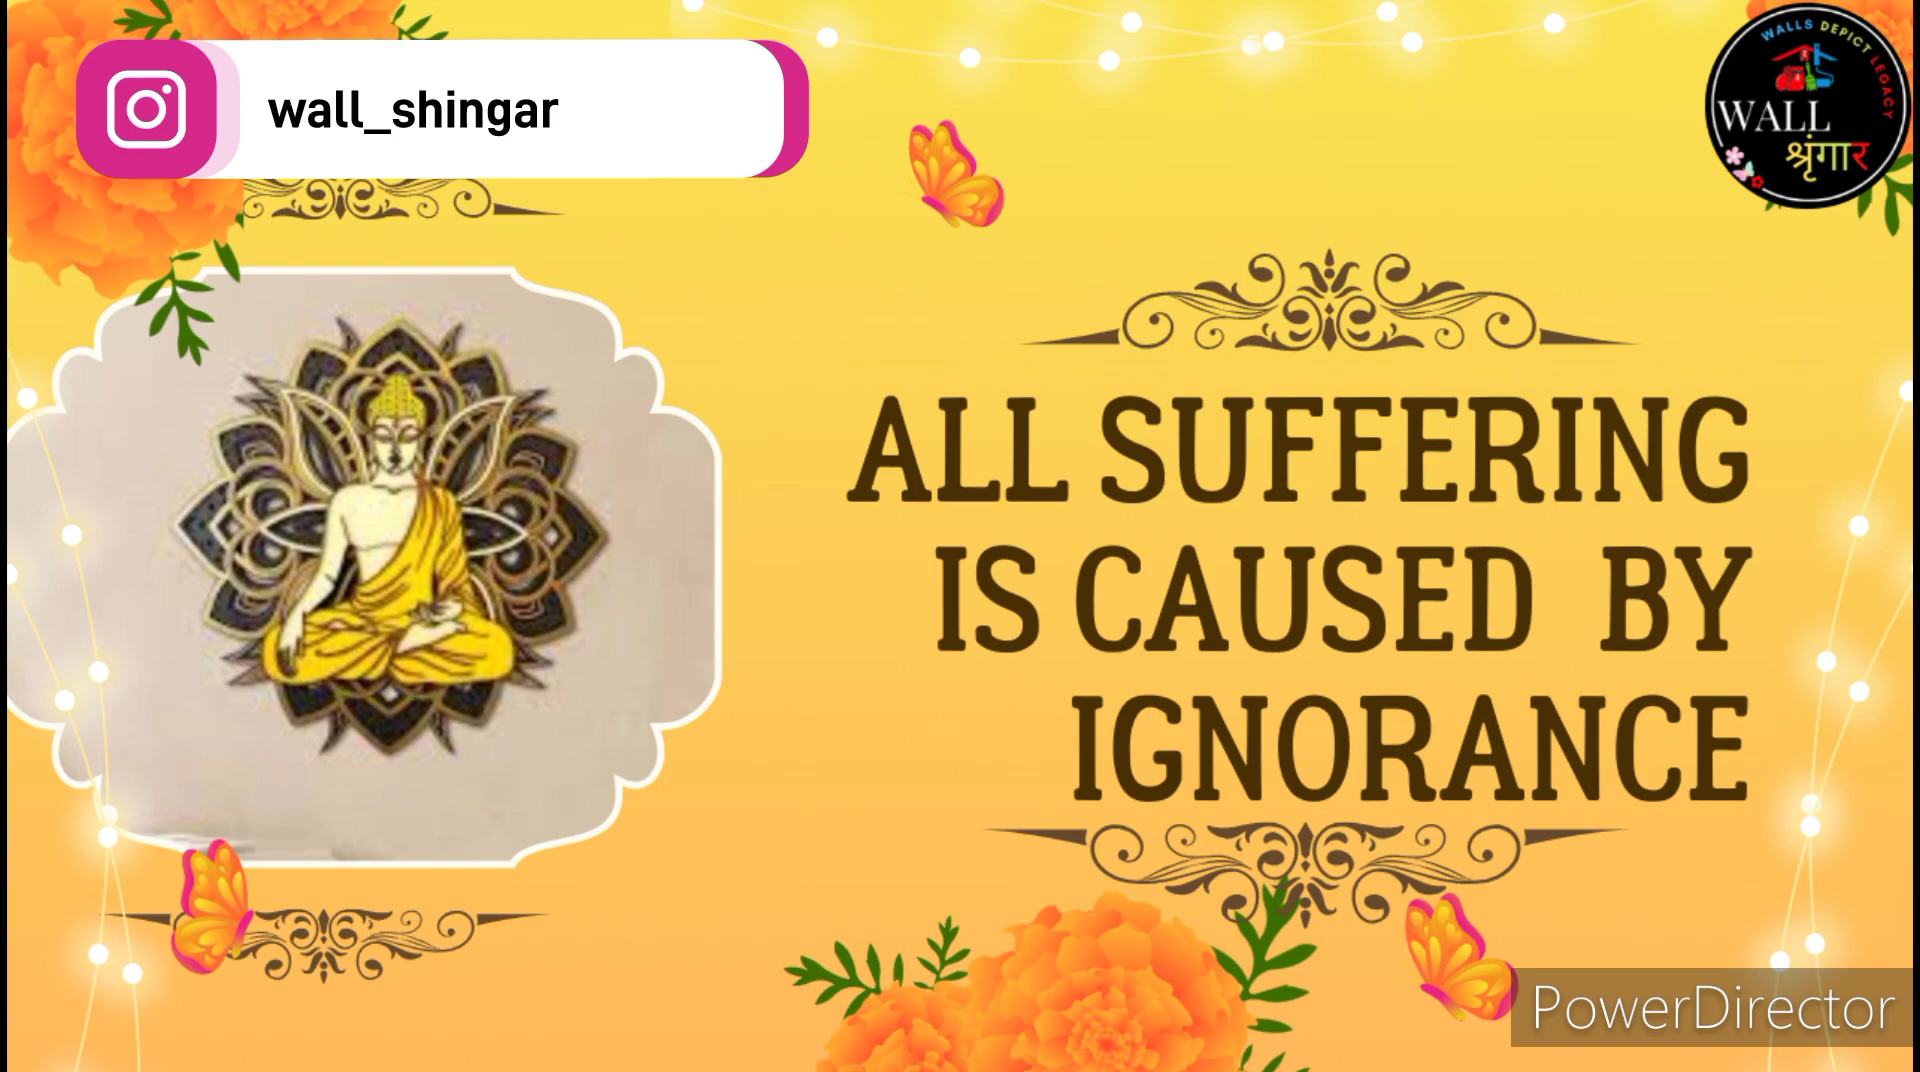 wall_shingar
WALLS DEPICT LEGACY
WALL
श्रृंगार
ALL SUFFERING
IS CAUSED BY
IGNORANCE
PowerDirector